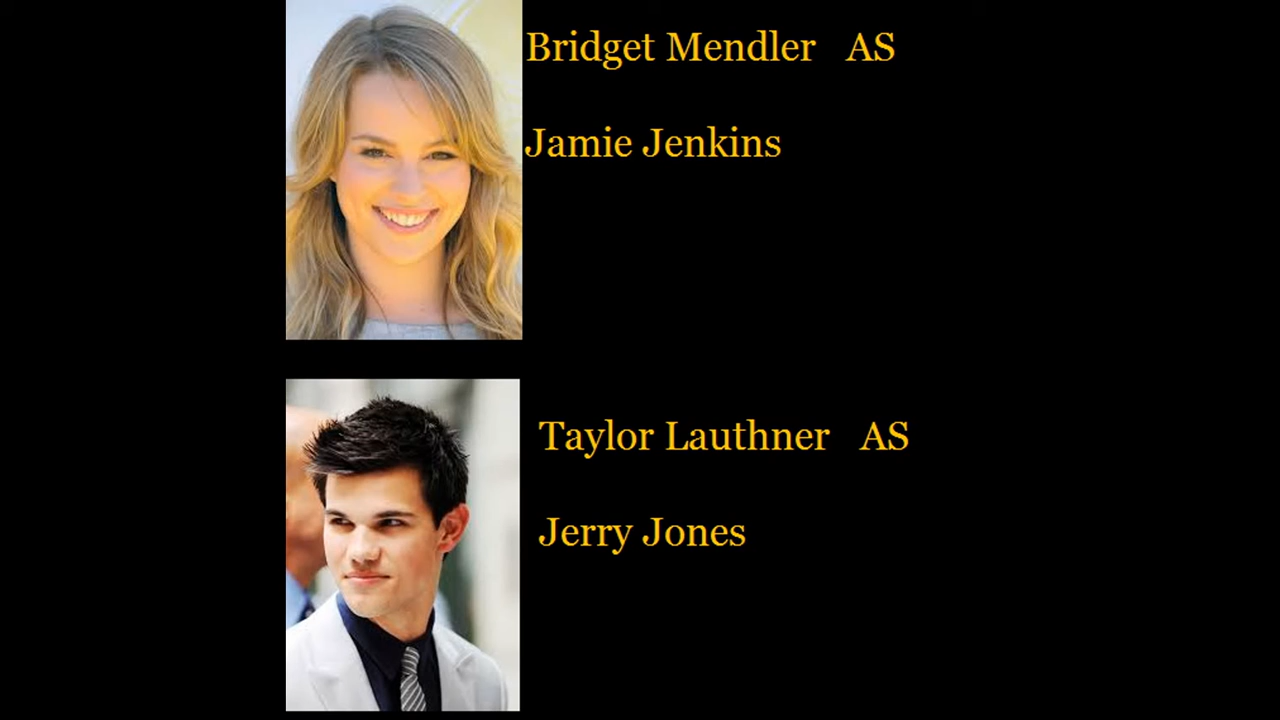 Bridget Mendler   AS
Jamie Jenkins
Taylor Lauthner   AS
Jerry Jones